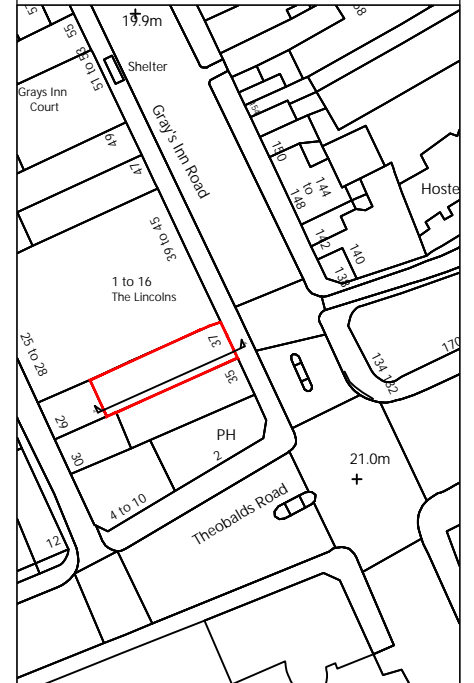 19.9m
55
51 to 53
Shelter
Grays Inn
Court
Gray's Inn Road
49
47
150
144
to
148
Hoste
142
140
39 to 45
1 to 16
The Lincolns
37
35
25 to 28
29
30
134
132
170
PH
2
21.0m
4 to 10
Theobalds Road
12